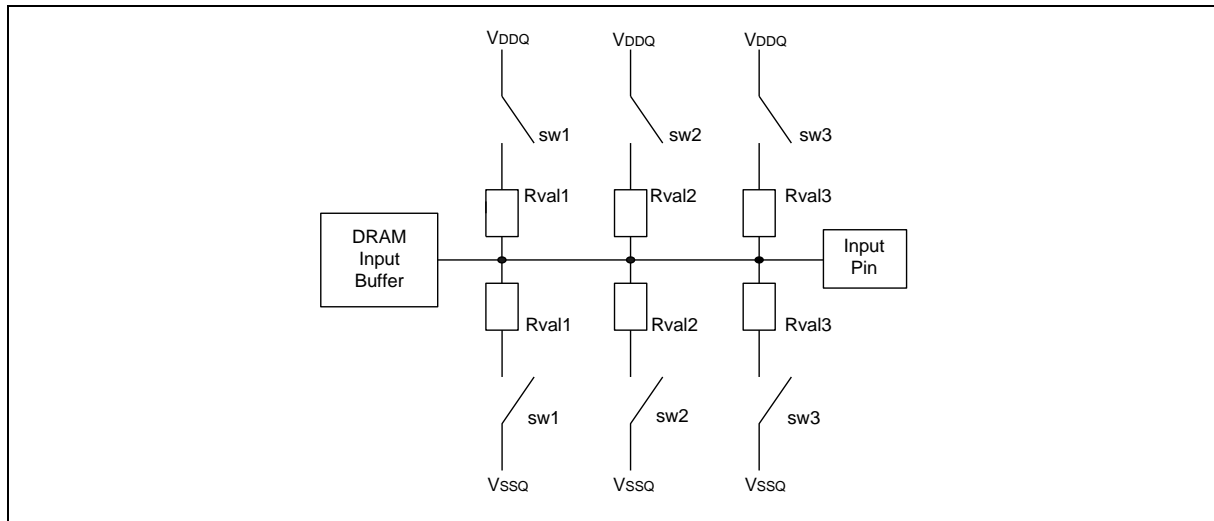 VDDQ
VDDQ
VDDQ
sw1
sw2
sw3
Rval1
Rval2
Rval3
DRAM
Input
Buffer
Input
Pin
Rval1
Rval2
Rval3
sw1
sw2
sw3
VSSQ
VSSQ
VSSQ